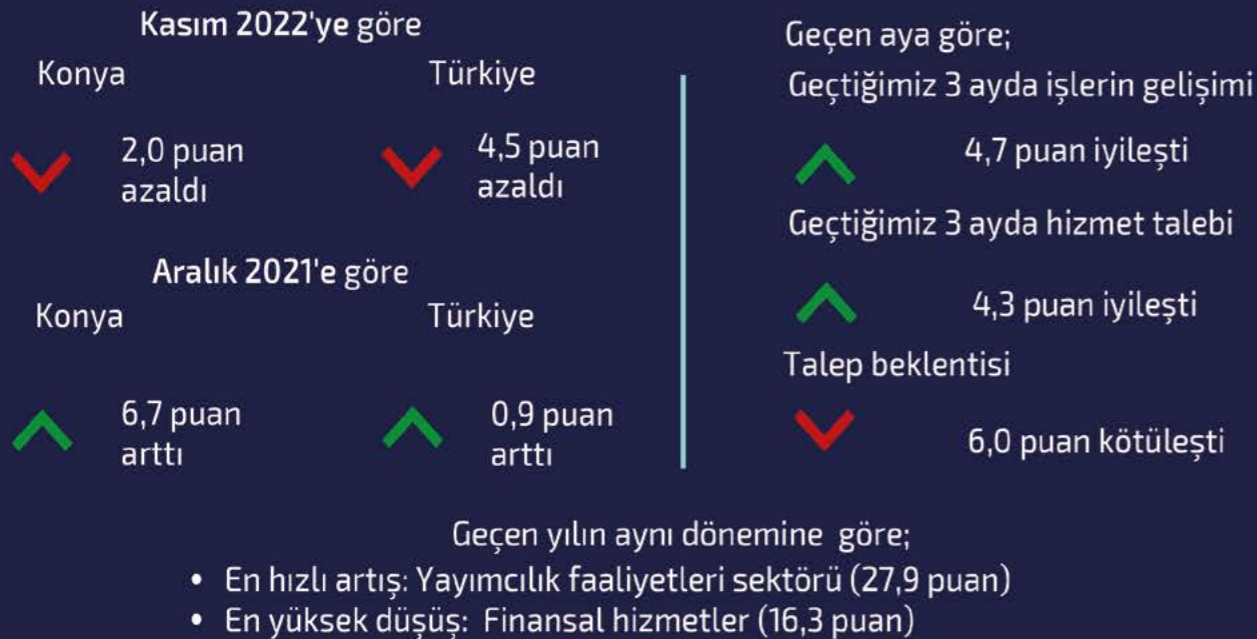 Kasım 2022'ye göre
Konya
Türkiye
2,0 puan
azaldı
4,5 puan
azaldı
Aralık 2021'e göre
Konya
Türkiye
6,7 puan
arttı
0,9 puan
arttı
Geçen aya göre;
Geçtiğimiz 3 ayda işlerin gelişimi
4,7 puan iyileşti
Geçtiğimiz 3 ayda hizmet talebi
4,3 puan iyileşti
Talep beklentisi
6,0 puan kötüleşti
Geçen yılın aynı dönemine göre;
• En hızlı artış: Yayımcılık faaliyetleri sektörü (27,9 puan)
• En yüksek düşüş: Finansal hizmetler (16,3 puan)